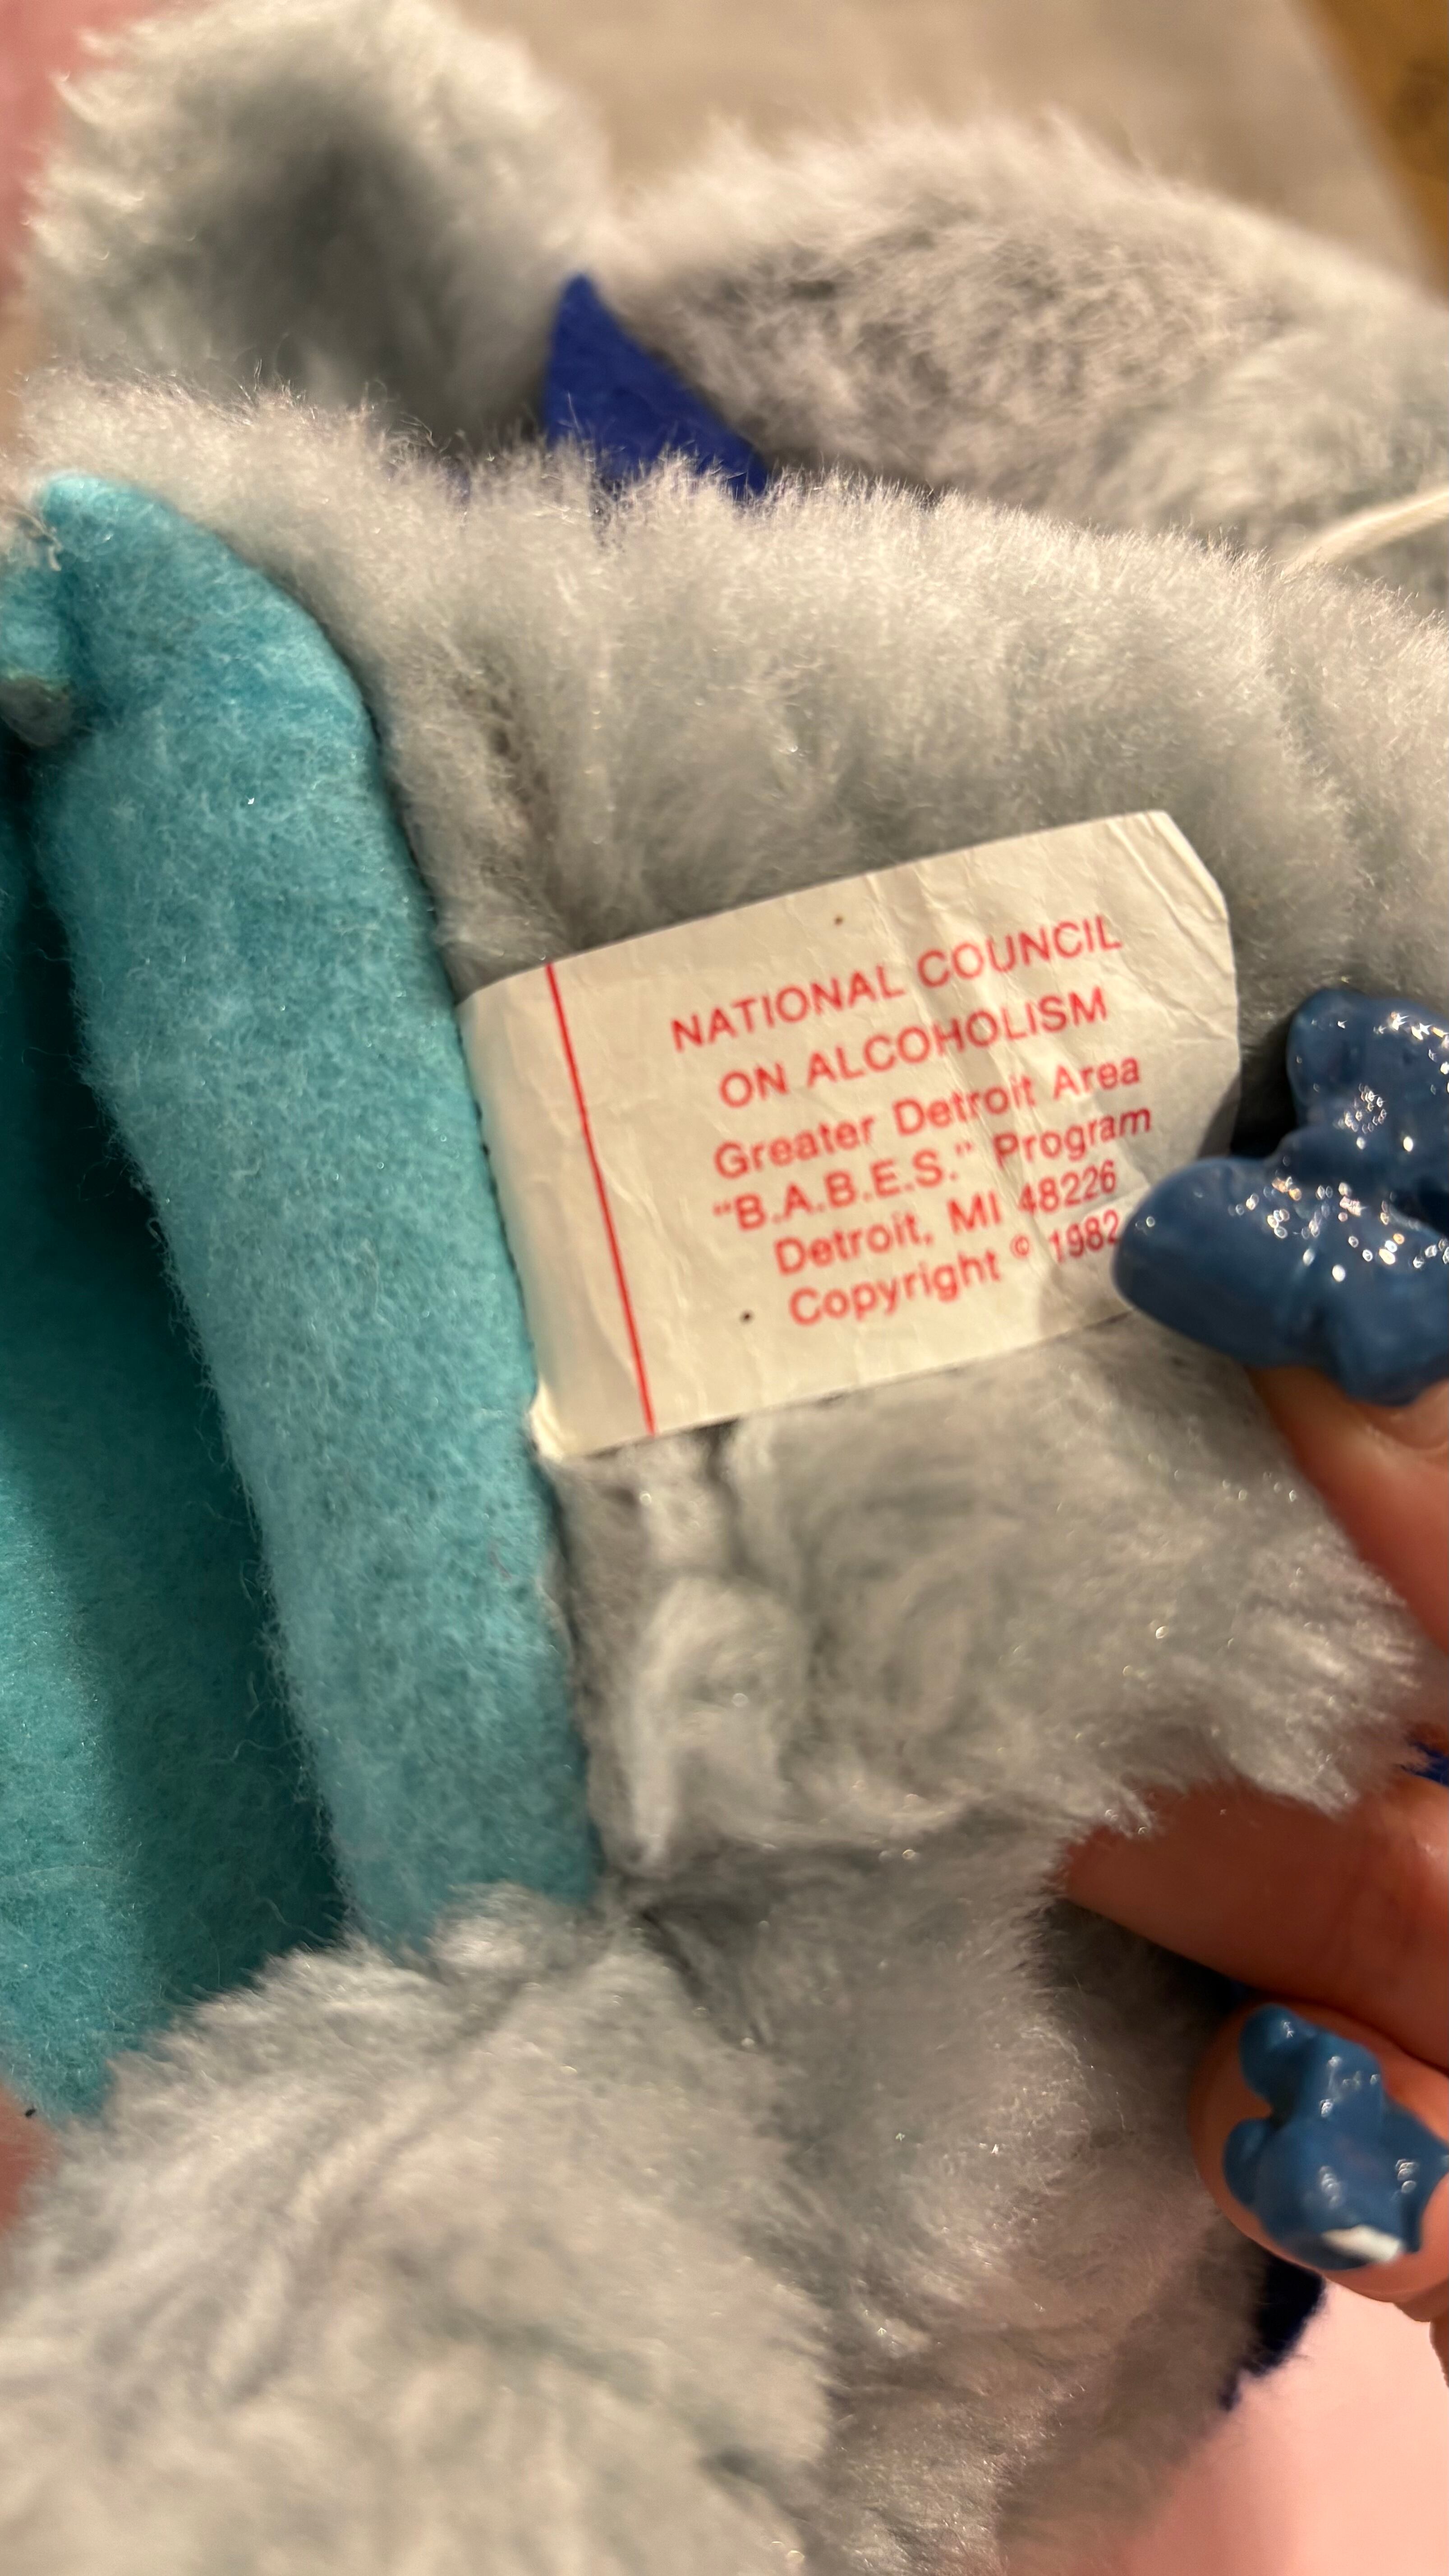 NATIONAL COUNCIL
ON ALCOHOLISM
Greater Detroit Area
“B.A.B.E.S.” Program
Detroit, MI 48226
Copyright © 1982